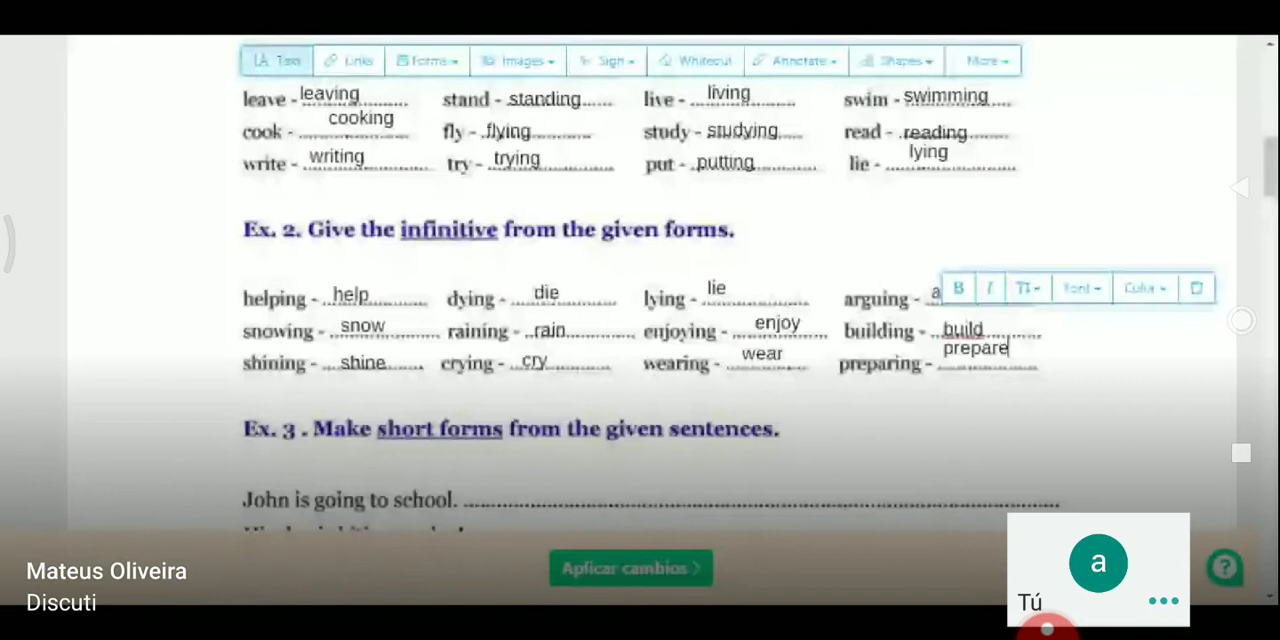 Text Links Forms Images Sign Whiteout Annotate Shapes More
leave - leaving stand - standing live - living swim - swimming
cook - cooking fly - flying study - studying read - reading
write - writing try - trying put - putting lie - lying
Ex. 2. Give the infinitive from the given forms.
helping - help dying - die lying - lie arguing - a
B I TI Font Color
snowing - snow raining - rain enjoying - enjoy building - build
shining - shine crying - cry wearing - wear preparing - prepare
Ex. 3 . Make short forms from the given sentences.
John is going to school.
Mateus Oliveira
Discuti
Aplicar cambios
a
Tú
?